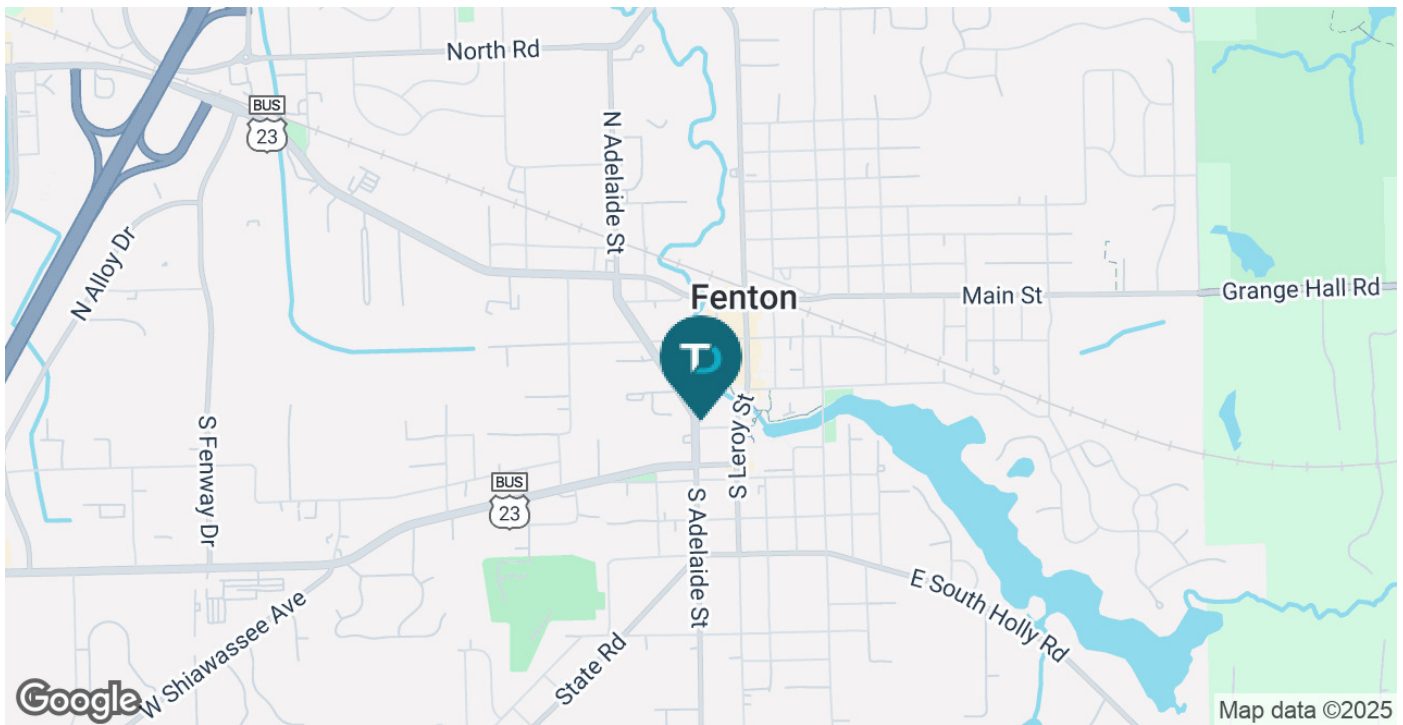 North Rd
BUS
23
N Adelaide St
N Alloy Dr
Fenton
Main St
Grange Hall Rd
TD
S Fenway Dr
S Leroy St
BUS
23
S Adelaide St
E South Holly Rd
W Shiawassee Ave
State Rd
Google
Map data ©2025